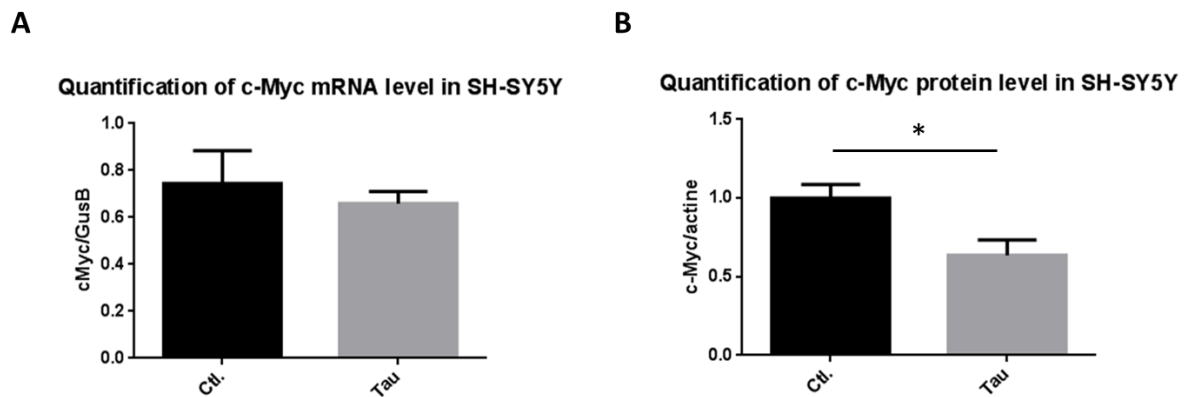 A
Quantification of c-Myc mRNA level in SH-SY5Y
1.0
0.8
0.6
0.4
0.2
0.0
cMyc/GusB
Ctl.
Tau
B
Quantification of c-Myc protein level in SH-SY5Y
1.5
1.0
0.5
0.0
c-Myc/actine
*
Ctl.
Tau